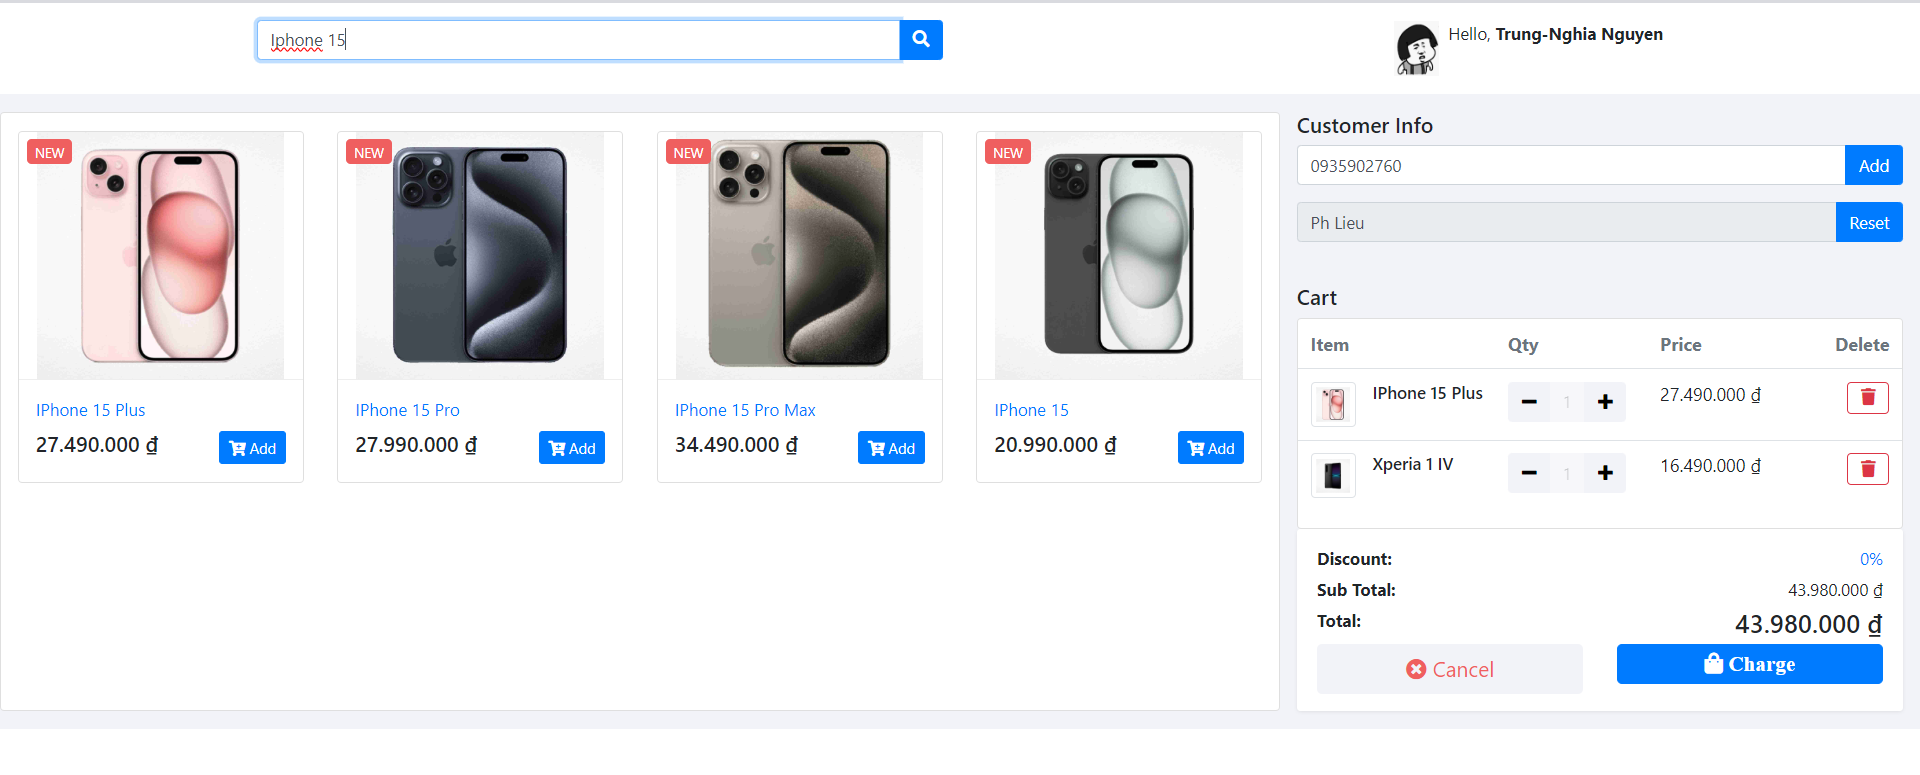 Iphone 15
Hello, Trung-Nghia Nguyen
NEW
IPhone 15 Plus
27.490.000 ₫
Add
NEW
IPhone 15 Pro
27.990.000 ₫
Add
NEW
IPhone 15 Pro Max
34.490.000 ₫
Add
NEW
IPhone 15
20.990.000 ₫
Add
Customer Info
0935902760 Add
Ph Lieu Reset
Cart
Item Qty Price Delete
IPhone 15 Plus 1 27.490.000 ₫
Xperia 1 IV 1 16.490.000 ₫
Discount: 0%
Sub Total: 43.980.000 ₫
Total: 43.980.000 ₫
Cancel Charge